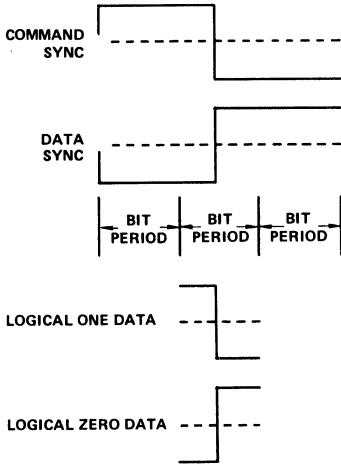 COMMAND
SYNC
DATA
SYNC
BIT
PERIOD
BIT
PERIOD
BIT
PERIOD
LOGICAL ONE DATA
LOGICAL ZERO DATA